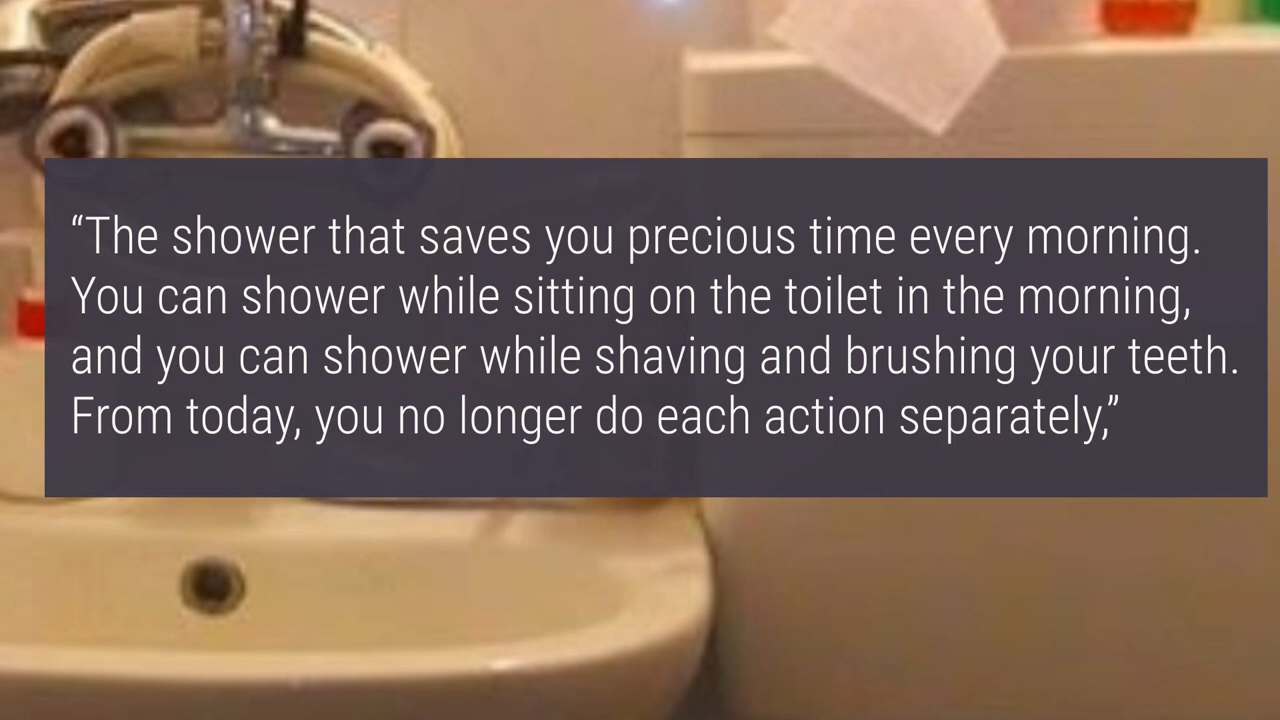 “The shower that saves you precious time every morning.
You can shower while sitting on the toilet in the morning,
and you can shower while shaving and brushing your teeth.
From today, you no longer do each action separately,”